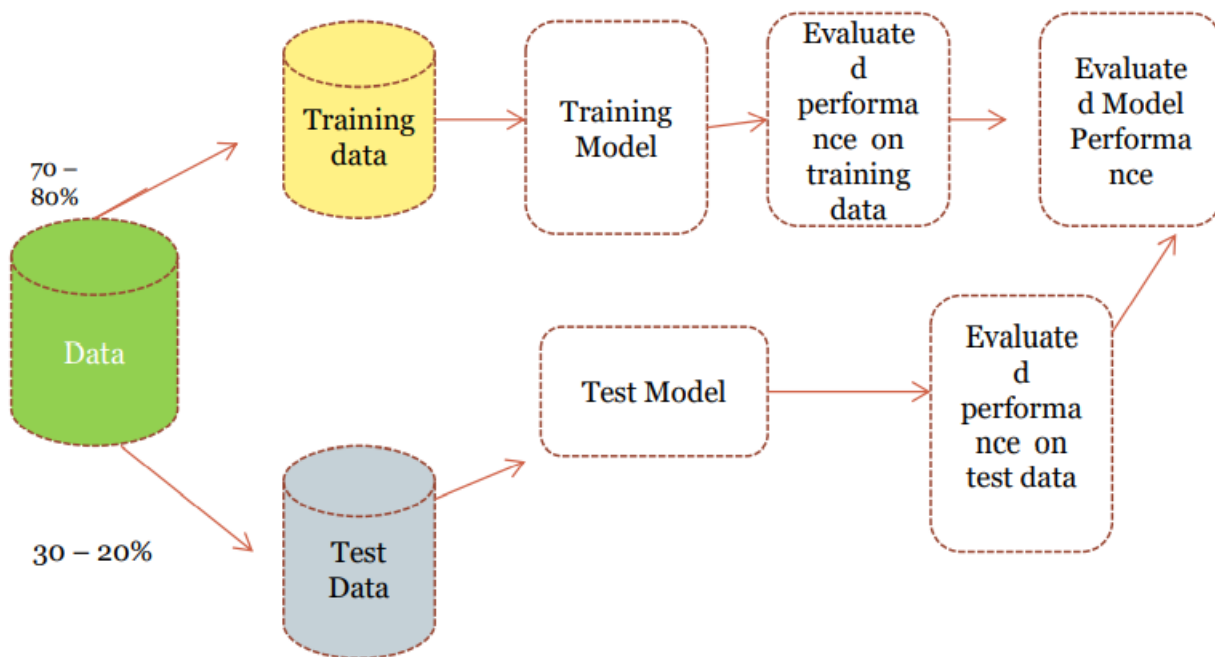 70 –
80%
Data
30 – 20%
Training
data
Training
Model
Evaluate
d
performa
nce on
training
data
Evaluate
d Model
Performa
nce
Test
Data
Test Model
Evaluate
d
performa
nce on
test data